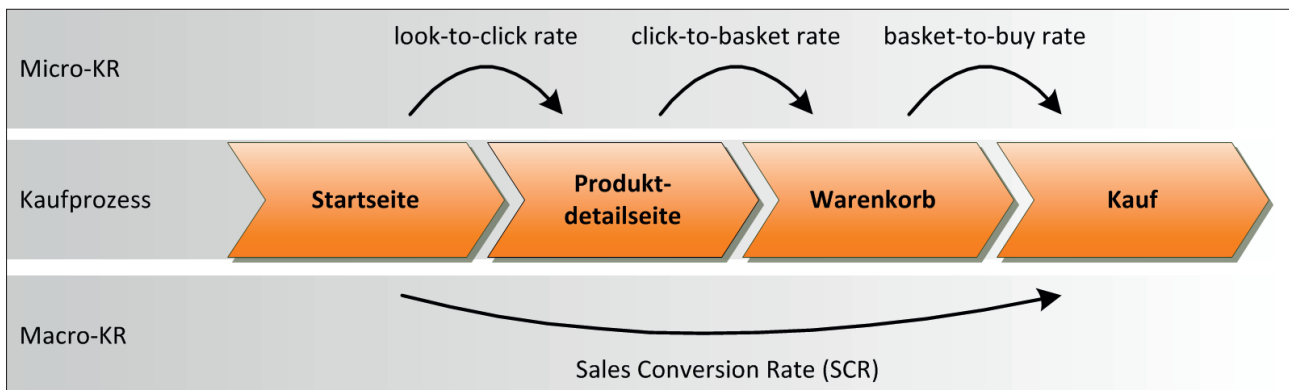 look-to-click rate
click-to-basket rate
basket-to-buy rate
Micro-KR
Kaufprozess
Startseite
Produkt-
detailseite
Warenkorb
Kauf
Macro-KR
Sales Conversion Rate (SCR)